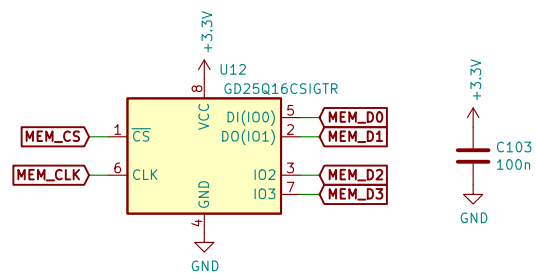 +3.3V
U12
GD25Q16CSIGTR
8
VCC
MEM_CS 1 CS
MEM_CLK 6 CLK
DI(IO0) 5 MEM_D0
DO(IO1) 2 MEM_D1
IO2 3 MEM_D2
IO3 7 MEM_D3
GND
4
GND
+3.3V
C103
100n
GND